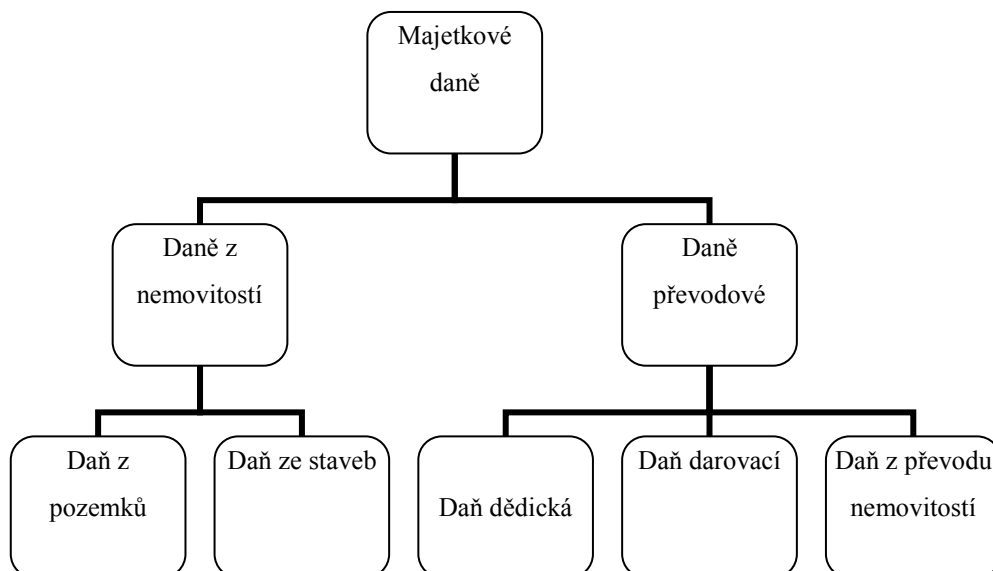 Majetkové
daně
Daně z
nemovitostí
Daně
převodové
Daň z
pozemků
Daň ze staveb
Daň dědická
Daň darovací
Daň z převodu
nemovitostí